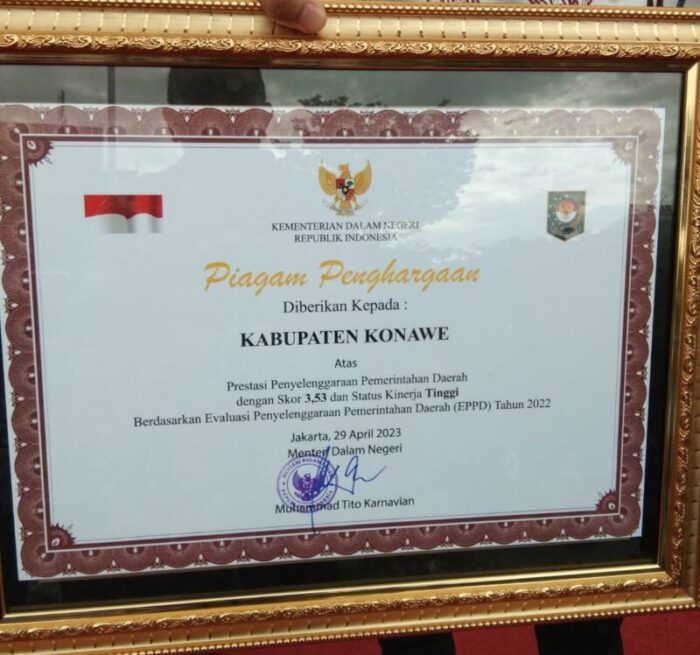 KEMENTERIAN DALAM NEGERI
REPUBLIK INDONESIA
Piagam Penghargaan
Diberikan Kepada :
KABUPATEN KONAWE
Atas
Prestasi Penyelenggaraan Pemerintahan Daerah
dengan Skor 3,53 dan Status Kinerja Tinggi
Berdasarkan Evaluasi Penyelenggaraan Pemerintahan Daerah (EPPD) Tahun 2022
Jakarta, 29 April 2023
Menteri Dalam Negeri
Muhammad Tito Karnavian